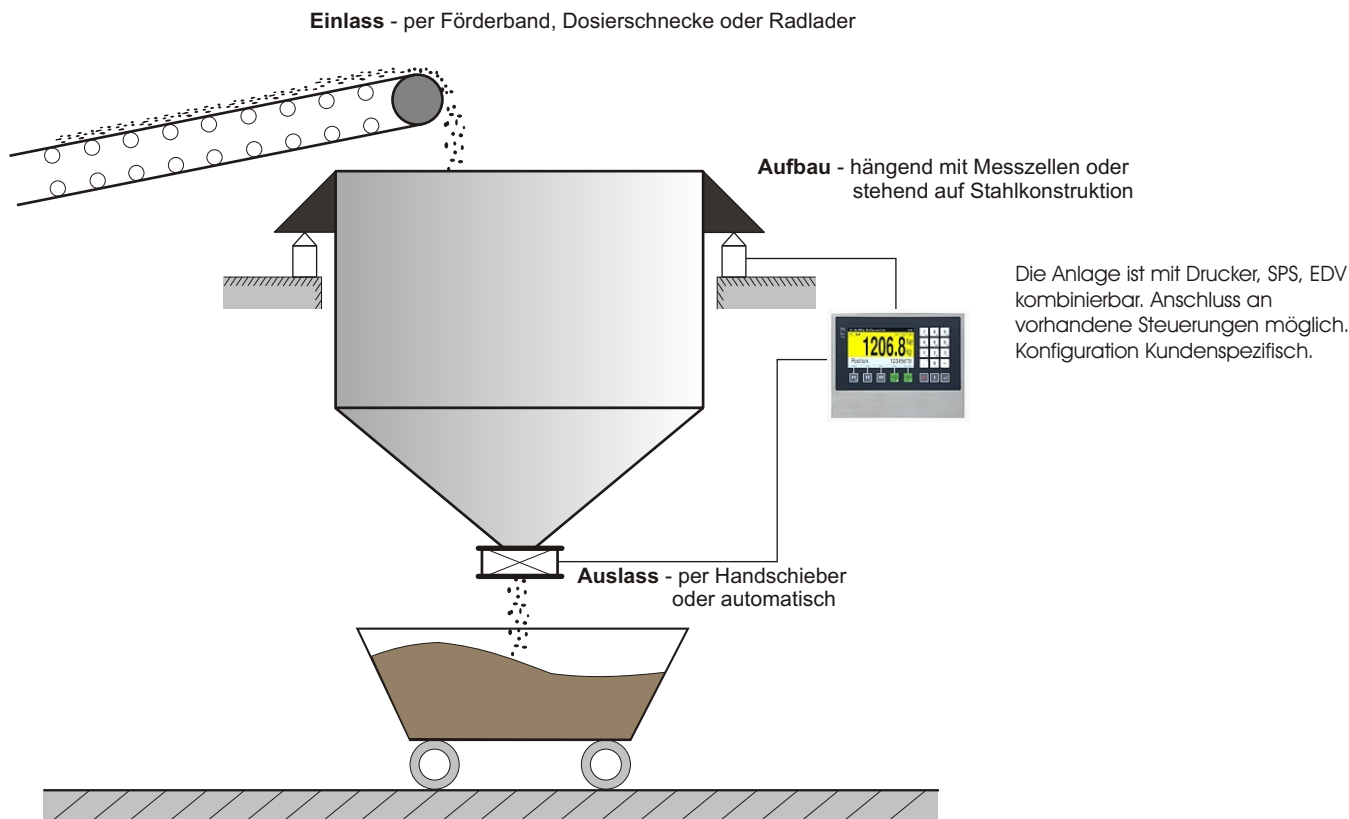 Einlass - per Förderband, Dosierschnecke oder Radlader
Aufbau - hängend mit Messzellen oder
stehend auf Stahlkonstruktion
Die Anlage ist mit Drucker, SPS, EDV
kombinierbar. Anschluss an
vorhandene Steuerungen möglich.
Konfiguration Kundenspezifisch.
1206.8
Position 12345678
Auslass - per Handschieber
oder automatisch